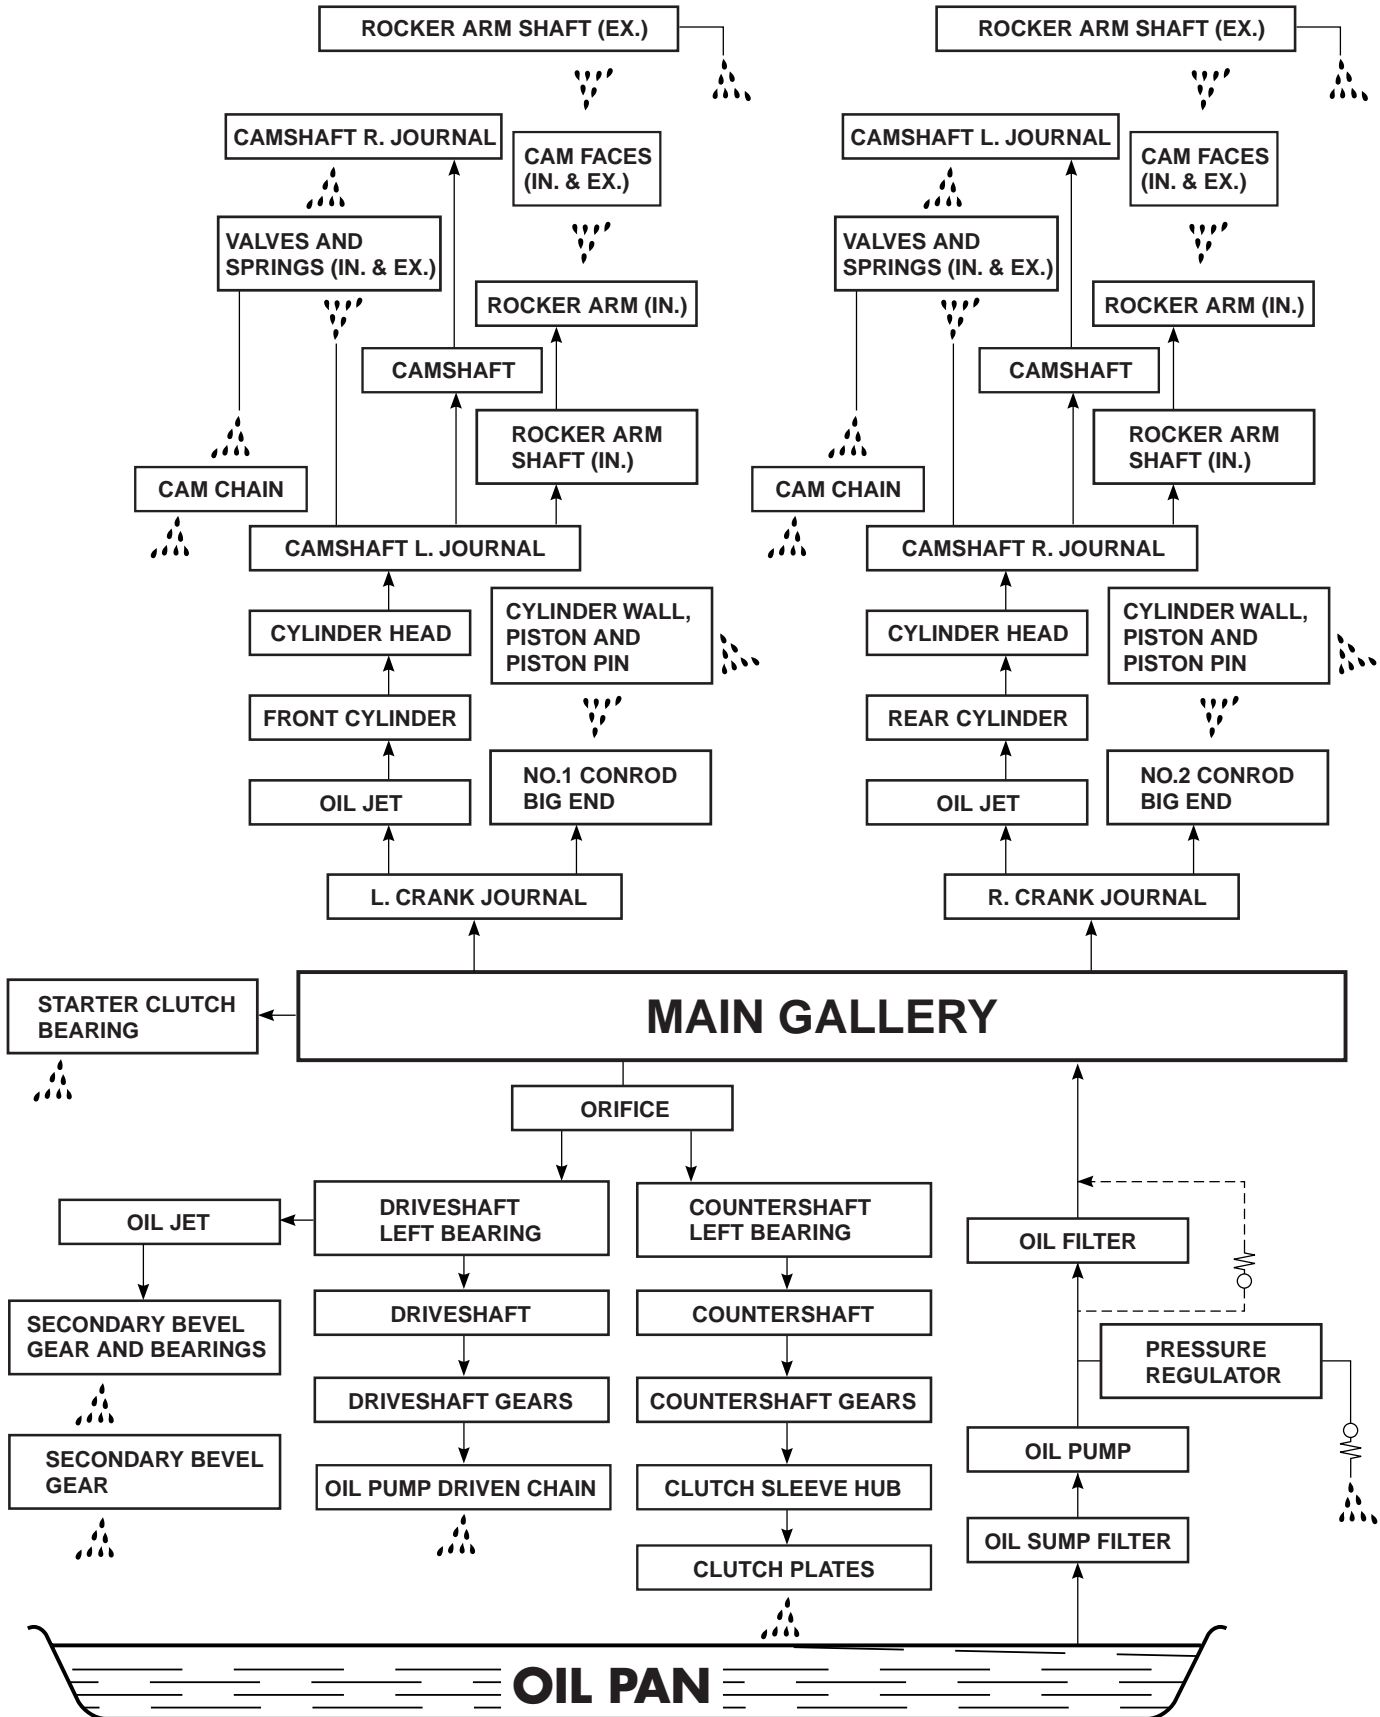 ROCKER ARM SHAFT (EX.)
ROCKER ARM SHAFT (EX.)
CAMSHAFT R. JOURNAL
CAM FACES
(IN. & EX.)
CAMSHAFT L. JOURNAL
CAM FACES
(IN. & EX.)
VALVES AND
SPRINGS (IN. & EX.)
VALVES AND
SPRINGS (IN. & EX.)
ROCKER ARM (IN.)
ROCKER ARM (IN.)
CAMSHAFT
CAMSHAFT
ROCKER ARM
SHAFT (IN.)
ROCKER ARM
SHAFT (IN.)
CAM CHAIN
CAM CHAIN
CAMSHAFT L. JOURNAL
CAMSHAFT R. JOURNAL
CYLINDER HEAD
CYLINDER WALL,
PISTON AND
PISTON PIN
CYLINDER HEAD
CYLINDER WALL,
PISTON AND
PISTON PIN
FRONT CYLINDER
REAR CYLINDER
OIL JET
NO.1 CONROD
BIG END
OIL JET
NO.2 CONROD
BIG END
L. CRANK JOURNAL
R. CRANK JOURNAL
STARTER CLUTCH
BEARING
MAIN GALLERY
ORIFICE
OIL JET
DRIVESHAFT
LEFT BEARING
COUNTERSHAFT
LEFT BEARING
OIL FILTER
SECONDARY BEVEL
GEAR AND BEARINGS
DRIVESHAFT
COUNTERSHAFT
PRESSURE
REGULATOR
DRIVESHAFT GEARS
COUNTERSHAFT GEARS
OIL PUMP
SECONDARY BEVEL
GEAR
OIL PUMP DRIVEN CHAIN
CLUTCH SLEEVE HUB
OIL SUMP FILTER
CLUTCH PLATES
OIL PAN